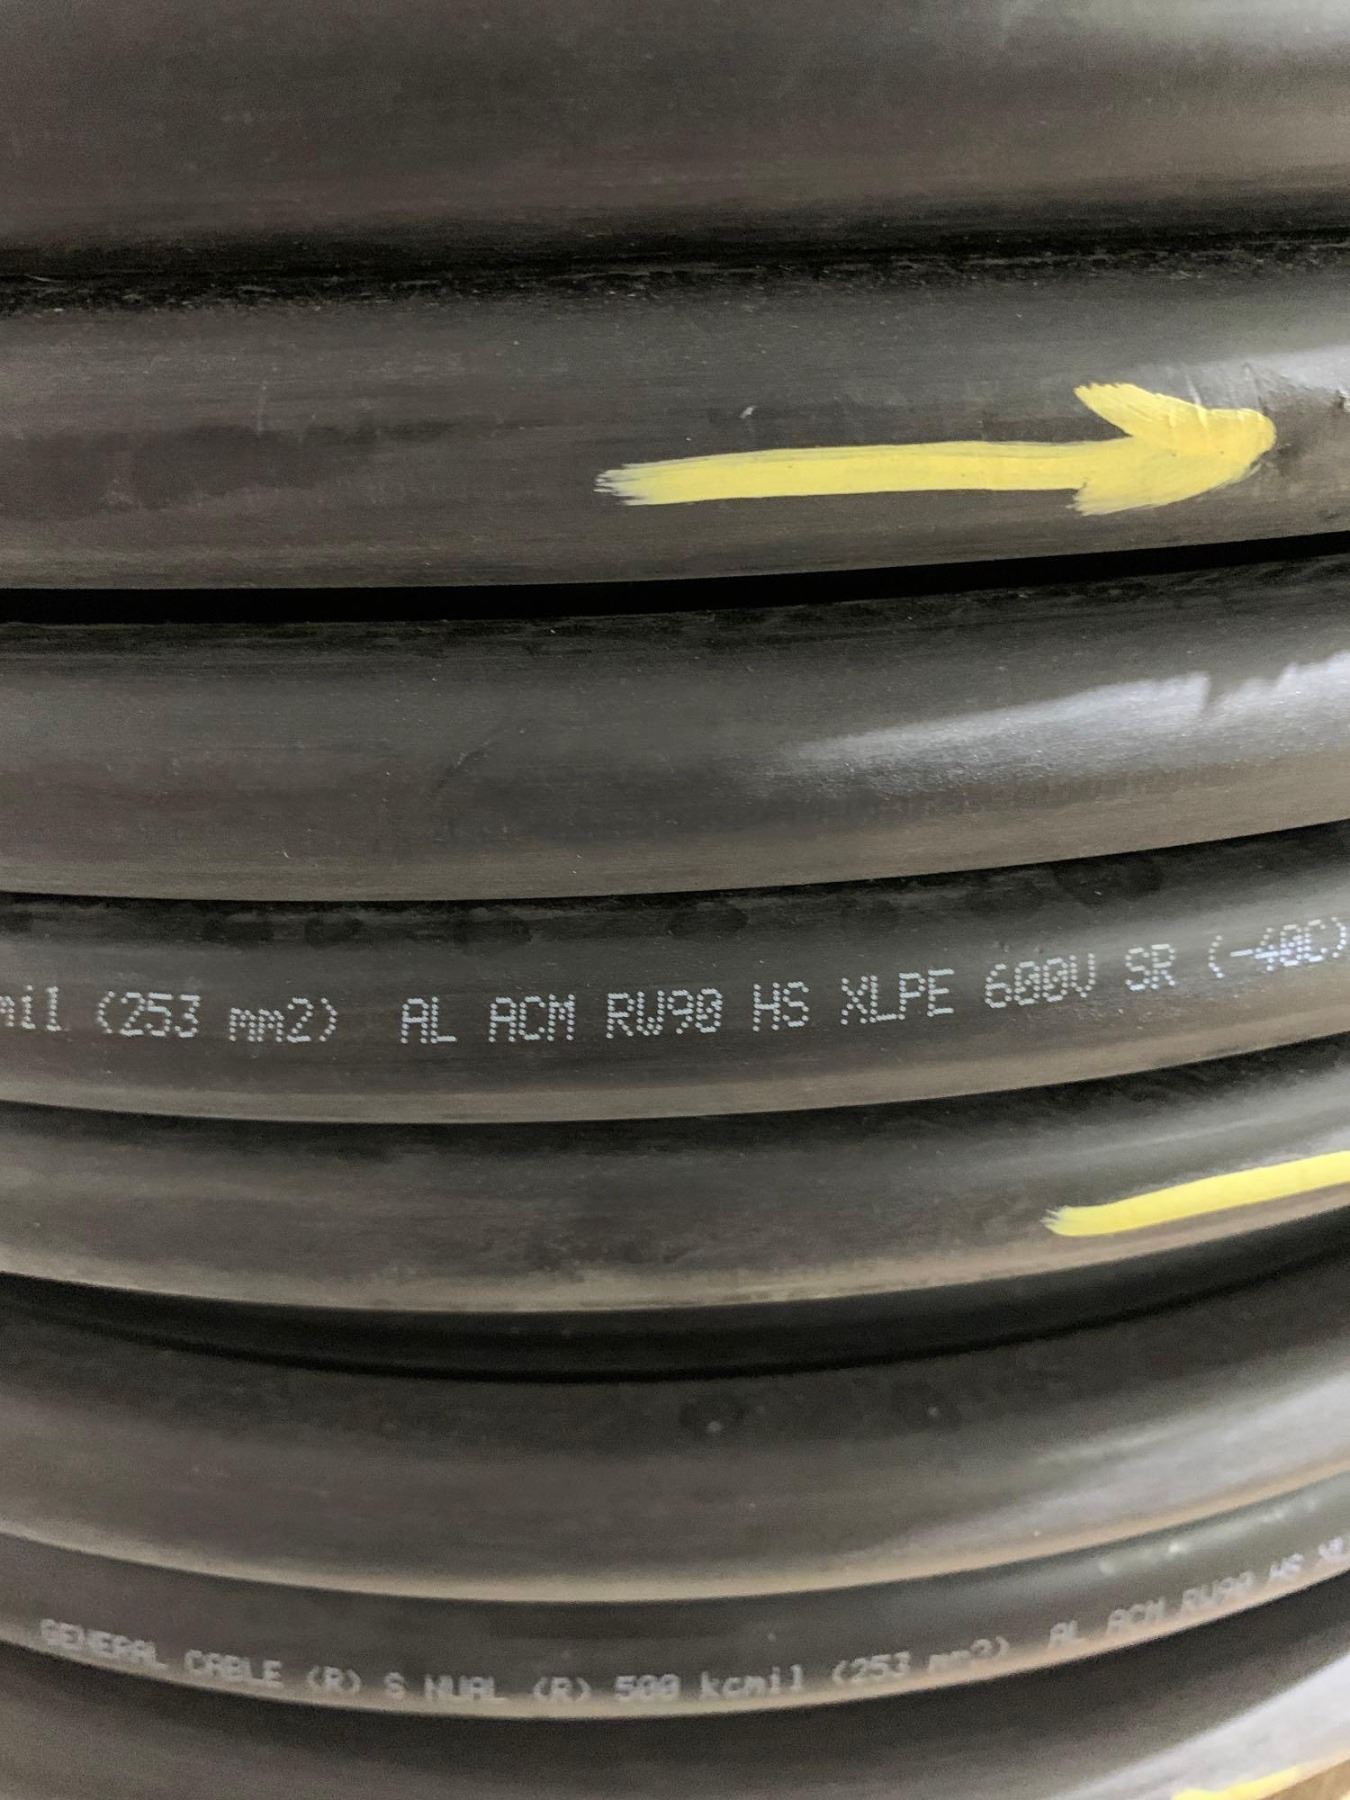 mil (253 mm2) AL ACM RW90 HS XLPE 600V SR (-40C)
GENERAL CABLE (R) S NUAL (R) 500 kcmil (253 mm2) AL ACM RW90 HS XL